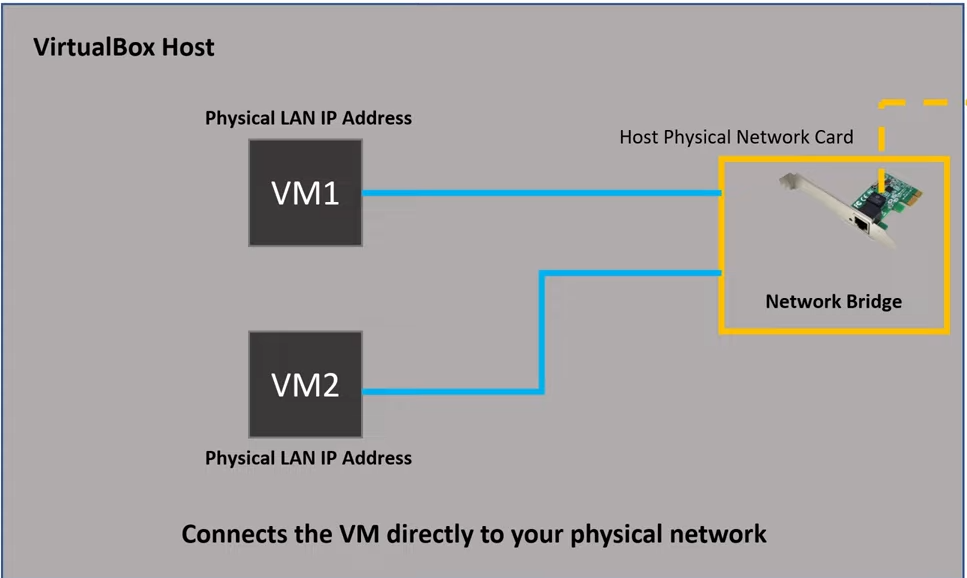 VirtualBox Host
Physical LAN IP Address
Host Physical Network Card
VM1
Network Bridge
VM2
Physical LAN IP Address
Connects the VM directly to your physical network